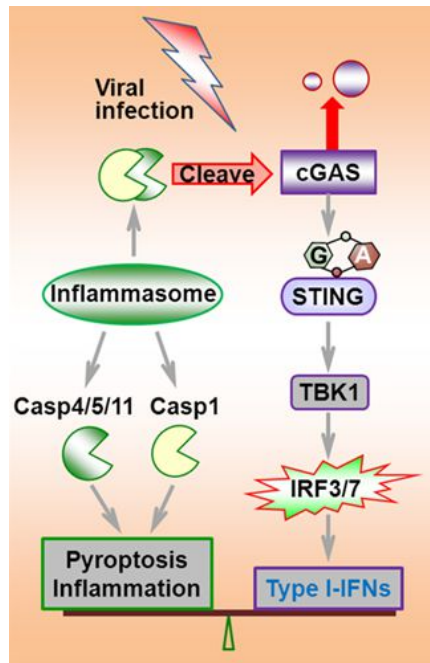 Viral
infection
Cleave
cGAS
G
A
STING
Inflammasome
TBK1
Casp4/5/11
Casp1
IRF3/7
Pyroptosis
Inflammation
Type I-IFNs